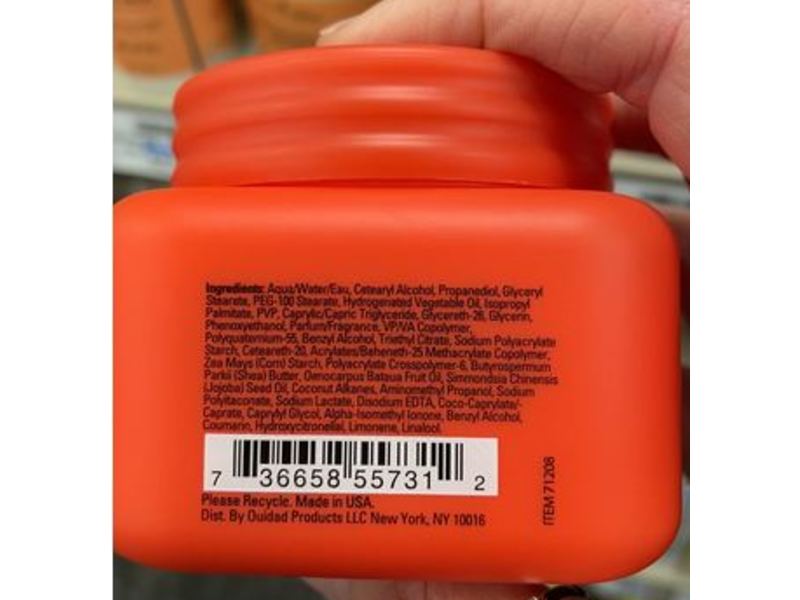 Ingredients: Aqua/Water/Eau, Cetearyl Alcohol, Propanediol, Glyceryl
Stearate, PEG-100 Stearate, Hydrogenated Vegetable Oil, Isopropyl
Palmitate, PVP, Caprylic/Capric Triglyceride, Glycereth-26, Glycerin,
Phenoxyethanol, Parfum/Fragrance, VP/VA Copolymer,
Polyquaternium-55, Benzyl Alcohol, Triethyl Citrate, Sodium Polyacrylate
Starch, Ceteareth-20, Acrylates/Beheneth-25 Methacrylate Copolymer,
Zea Mays (Corn) Starch, Polyacrylate Crosspolymer-6, Butyrospermum
Parkii (Shea) Butter, Oenocarpus Bataua Fruit Oil, Simmondsia Chinensis
(Jojoba) Seed Oil, Coconut Alkanes, Aminomethyl Propanol, Sodium
Polyitaconate, Sodium Lactate, Disodium EDTA, Coco-Caprylate/
Caprate, Caprylyl Glycol, Alpha-Isomethyl Ionone, Benzyl Alcohol,
Coumarin, Hydroxycitronellal, Limonene, Linalool.
7 36658 55731 2
Please Recycle. Made in USA.
Dist. By Ouidad Products LLC New York, NY 10016
ITEM 71208